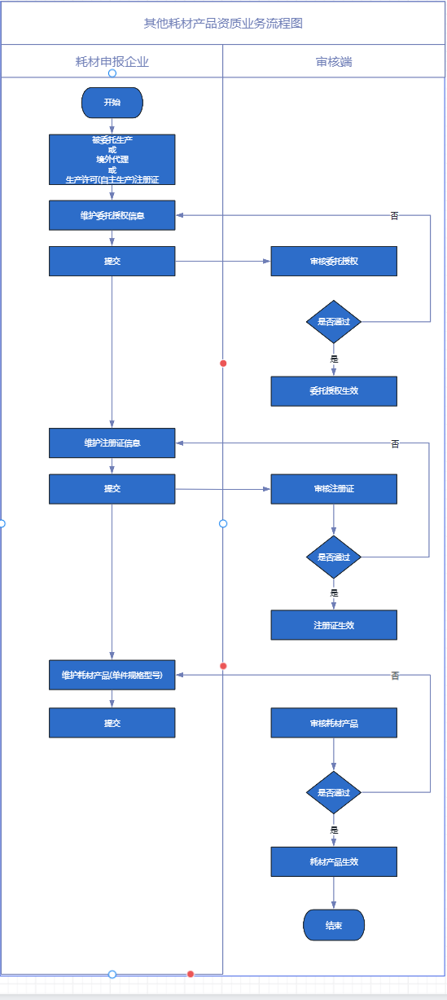 其他耗材产品资质业务流程图
耗材申报企业
审核端
开始
被委托生产
或
境外代理
或
生产许可(自主生产)注册证
维护委托授权信息
否
提交
审核委托授权
是否通过
是
委托授权生效
维护注册证信息
否
提交
审核注册证
是否通过
是
注册证生效
维护耗材产品(单件规格型号)
否
提交
审核耗材产品
是否通过
是
耗材产品生效
结束